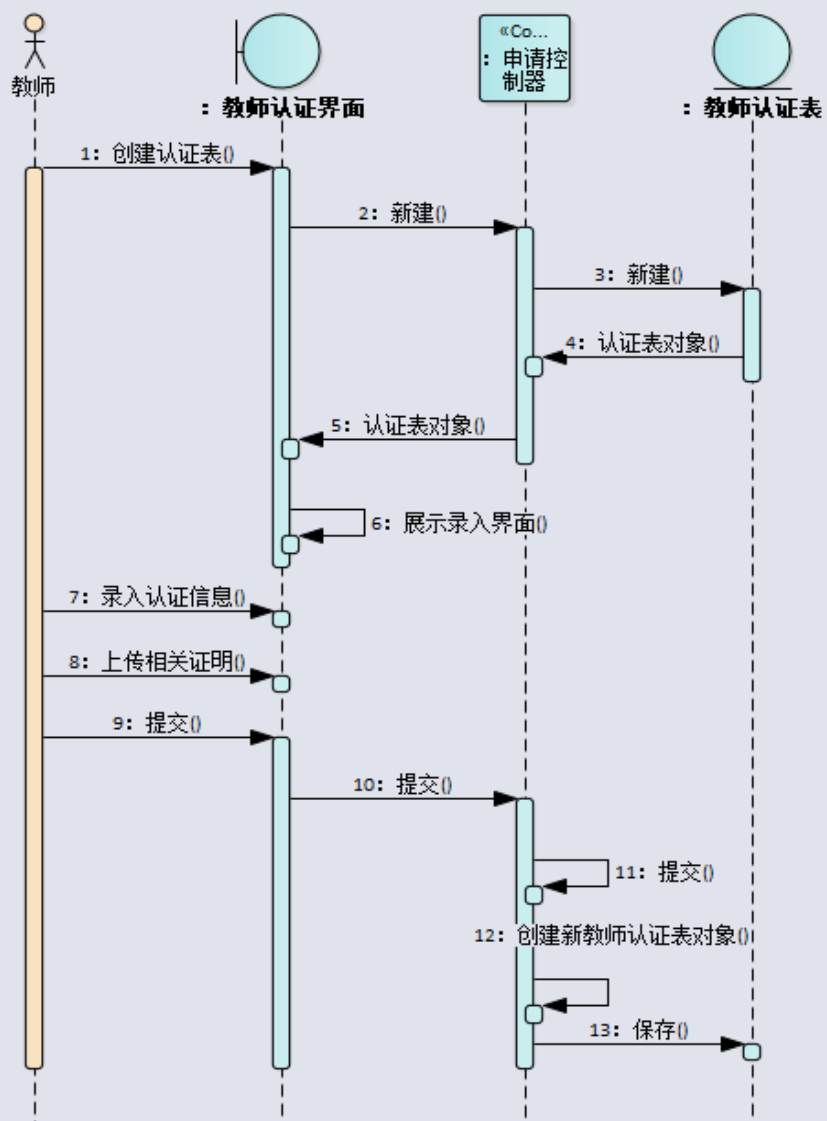 教师
: 教师认证界面
«Co...
: 申请控
制器
: 教师认证表
1: 创建认证表()
2: 新建()
3: 新建()
4: 认证表对象()
5: 认证表对象()
6: 展示录入界面()
7: 录入认证信息()
8: 上传相关证明()
9: 提交()
10: 提交()
11: 提交()
12: 创建新教师认证表对象()
13: 保存()